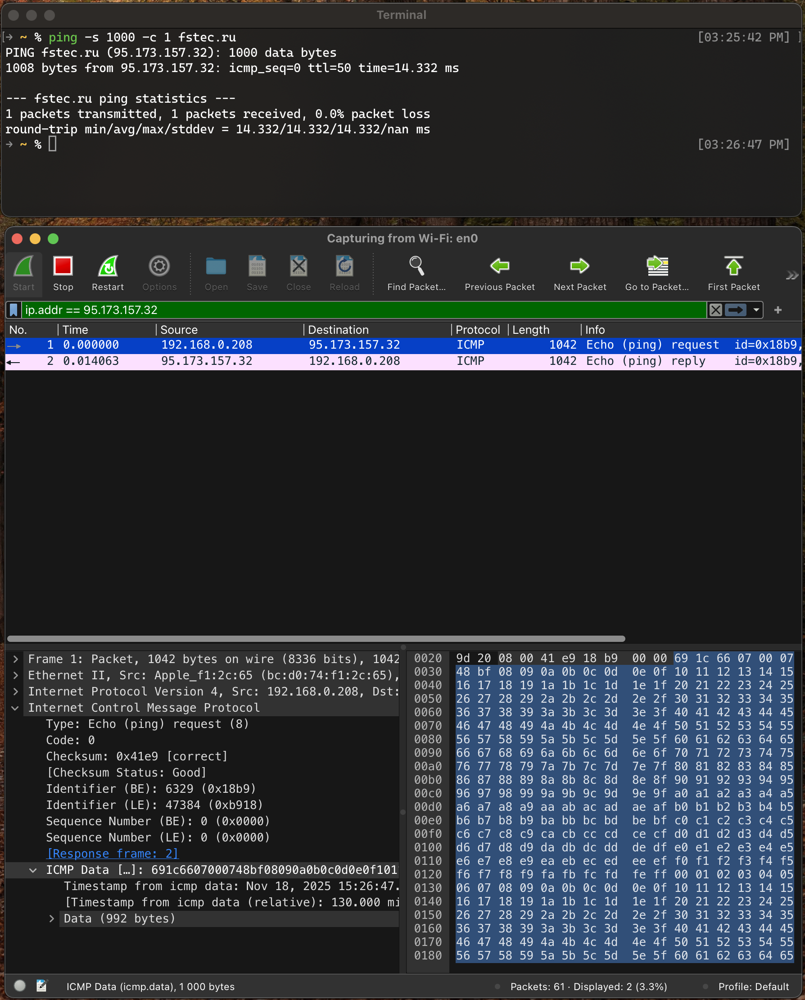 Terminal
[→ ~ % ping -s 1000 -c 1 fstec.ru [03:25:42 PM] ]
PING fstec.ru (95.173.157.32): 1000 data bytes
1008 bytes from 95.173.157.32: icmp_seq=0 ttl=50 time=14.332 ms
--- fstec.ru ping statistics ---
1 packets transmitted, 1 packets received, 0.0% packet loss
round-trip min/avg/max/stddev = 14.332/14.332/14.332/nan ms
→ ~ % [03:26:47 PM]
Capturing from Wi-Fi: en0
Start Stop Restart Options Open Save Close Reload Find Packet... Previous Packet Next Packet Go to Packet... First Packet
ip.addr == 95.173.157.32
No. Time Source Destination Protocol Length Info
1 0.000000 192.168.0.208 95.173.157.32 ICMP 1042 Echo (ping) request id=0x18b9,
2 0.014063 95.173.157.32 192.168.0.208 ICMP 1042 Echo (ping) reply id=0x18b9,
Frame 1: Packet, 1042 bytes on wire (8336 bits), 1042
Ethernet II, Src: Apple_f1:2c:65 (bc:d0:74:f1:2c:65),
Internet Protocol Version 4, Src: 192.168.0.208, Dst:
Internet Control Message Protocol
Type: Echo (ping) request (8)
Code: 0
Checksum: 0x41e9 [correct]
[Checksum Status: Good]
Identifier (BE): 6329 (0x18b9)
Identifier (LE): 47384 (0xb918)
Sequence Number (BE): 0 (0x0000)
Sequence Number (LE): 0 (0x0000)
[Response frame: 2]
ICMP Data […]: 691c6607000748bf08090a0b0c0d0e0f101
Timestamp from icmp data: Nov 18, 2025 15:26:47.
[Timestamp from icmp data (relative): 130.000 mi
Data (992 bytes)
0020 9d 20 08 00 41 e9 18 b9 00 00 69 1c 66 07 00 07
0030 48 bf 08 09 0a 0b 0c 0d 0e 0f 10 11 12 13 14 15
0040 16 17 18 19 1a 1b 1c 1d 1e 1f 20 21 22 23 24 25
0050 26 27 28 29 2a 2b 2c 2d 2e 2f 30 31 32 33 34 35
0060 36 37 38 39 3a 3b 3c 3d 3e 3f 40 41 42 43 44 45
0070 46 47 48 49 4a 4b 4c 4d 4e 4f 50 51 52 53 54 55
0080 56 57 58 59 5a 5b 5c 5d 5e 5f 60 61 62 63 64 65
0090 66 67 68 69 6a 6b 6c 6d 6e 6f 70 71 72 73 74 75
00a0 76 77 78 79 7a 7b 7c 7d 7e 7f 80 81 82 83 84 85
00b0 86 87 88 89 8a 8b 8c 8d 8e 8f 90 91 92 93 94 95
00c0 96 97 98 99 9a 9b 9c 9d 9e 9f a0 a1 a2 a3 a4 a5
00d0 a6 a7 a8 a9 aa ab ac ad ae af b0 b1 b2 b3 b4 b5
00e0 b6 b7 b8 b9 ba bb bc bd be bf c0 c1 c2 c3 c4 c5
00f0 c6 c7 c8 c9 ca cb cc cd ce cf d0 d1 d2 d3 d4 d5
0100 d6 d7 d8 d9 da db dc dd de df e0 e1 e2 e3 e4 e5
0110 e6 e7 e8 e9 ea eb ec ed ee ef f0 f1 f2 f3 f4 f5
0120 f6 f7 f8 f9 fa fb fc fd fe ff 00 01 02 03 04 05
0130 06 07 08 09 0a 0b 0c 0d 0e 0f 10 11 12 13 14 15
0140 16 17 18 19 1a 1b 1c 1d 1e 1f 20 21 22 23 24 25
0150 26 27 28 29 2a 2b 2c 2d 2e 2f 30 31 32 33 34 35
0160 36 37 38 39 3a 3b 3c 3d 3e 3f 40 41 42 43 44 45
0170 46 47 48 49 4a 4b 4c 4d 4e 4f 50 51 52 53 54 55
0180 56 57 58 59 5a 5b 5c 5d 5e 5f 60 61 62 63 64 65
ICMP Data (icmp.data), 1 000 bytes
Packets: 61 · Displayed: 2 (3.3%)
Profile: Default